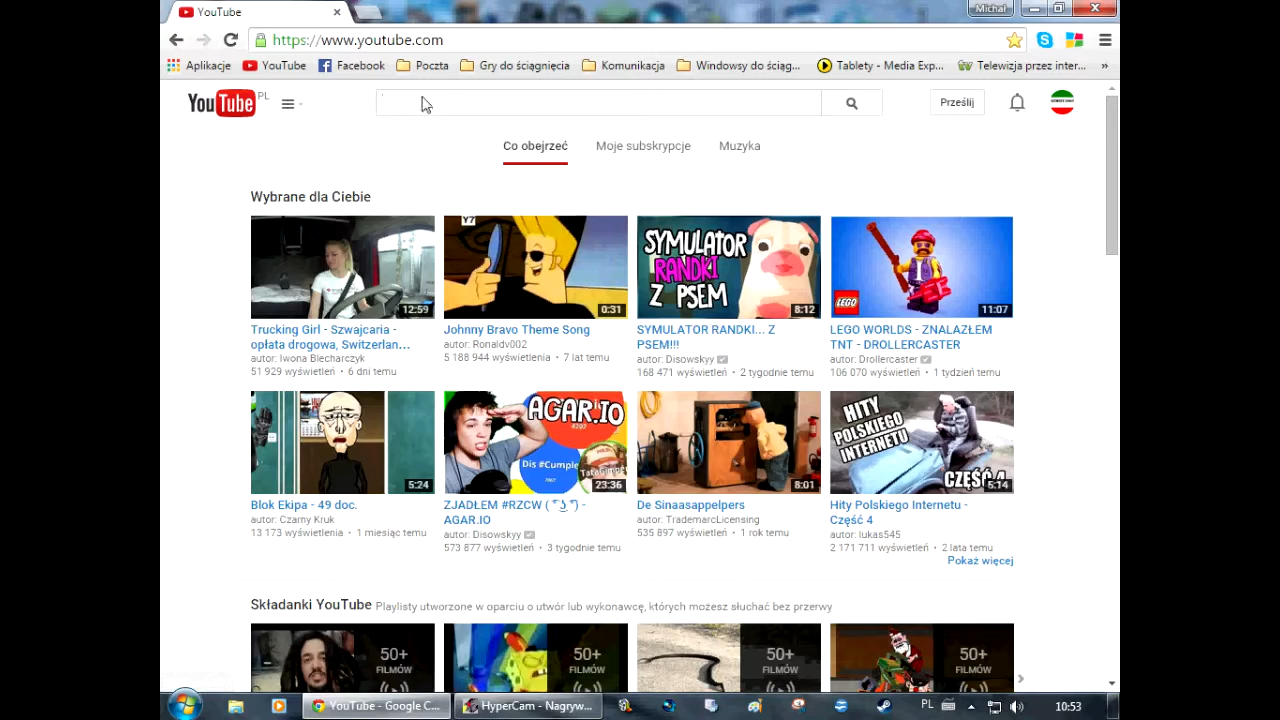 YouTube
Michał
https://www.youtube.com
Aplikacje YouTube Facebook Poczta Gry do ściągnięcia Komunikacja Windowsy do ściąg... Tablety - Media Exp... Telewizja przez inter... »
YouTube PL
Prześlij
Co obejrzeć Moje subskrypcje Muzyka
Wybrane dla Ciebie
12:59
Y7
0:31
SYMULATOR
RANDKI
Z PSEM
8:12
LEGO
11:07
Trucking Girl - Szwajcaria -
opłata drogowa, Switzerlan...
autor: Iwona Blecharczyk
51 929 wyświetleń • 6 dni temu
Johnny Bravo Theme Song
autor: Ronaldv002
5 188 944 wyświetlenia • 7 lat temu
SYMULATOR RANDKI... Z
PSEM!!!
autor: Disowskyy
168 471 wyświetleń • 2 tygodnie temu
LEGO WORLDS - ZNALAZŁEM
TNT - DROLLERCASTER
autor: Drollercaster
106 070 wyświetleń • 1 tydzień temu
5:24
AGAR.IO
Dis #Cumple
23:36
8:01
HITY
POLSKIEGO
INTERNETU
CZĘŚĆ 4
5:14
Blok Ekipa - 49 doc.
autor: Czarny Kruk
13 173 wyświetlenia • 1 miesiąc temu
ZJADŁEM #RZCW ( ͡° ͜ʖ ͡°) -
AGAR.IO
autor: Disowskyy
573 877 wyświetleń • 3 tygodnie temu
De Sinaasappelpers
autor: TrademarcLicensing
535 897 wyświetleń • 1 rok temu
Hity Polskiego Internetu -
Część 4
autor: lukas545
2 171 711 wyświetleń • 2 lata temu
Pokaż więcej
Składanki YouTube Playlisty utworzone w oparciu o utwór lub wykonawcę, których możesz słuchać bez przerwy
50+
FILMÓW
50+
FILMÓW
50+
FILMÓW
50+
FILMÓW
YouTube - Google C...
HyperCam - Nagryw...
PL
10:53